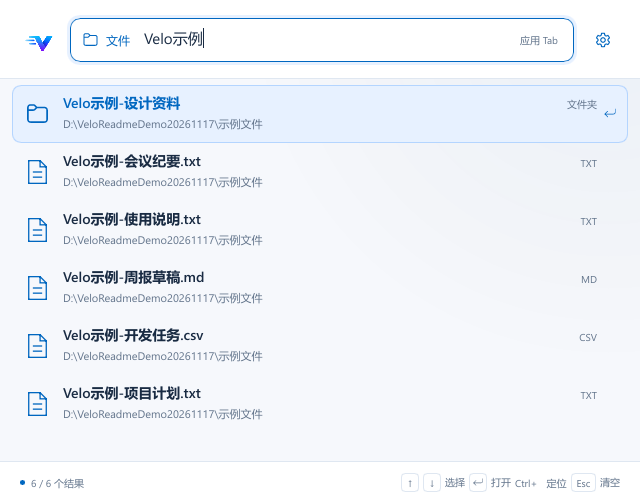 文件 Velo示例 应用 Tab
Velo示例-设计资料 文件夹
D:\VeloReadmeDemo20261117\示例文件
Velo示例-会议纪要.txt TXT
D:\VeloReadmeDemo20261117\示例文件
Velo示例-使用说明.txt TXT
D:\VeloReadmeDemo20261117\示例文件
Velo示例-周报草稿.md MD
D:\VeloReadmeDemo20261117\示例文件
Velo示例-开发任务.csv CSV
D:\VeloReadmeDemo20261117\示例文件
Velo示例-项目计划.txt TXT
D:\VeloReadmeDemo20261117\示例文件
6 / 6 个结果 ↑ ↓ 选择 ↵ 打开 Ctrl+ 定位 Esc 清空